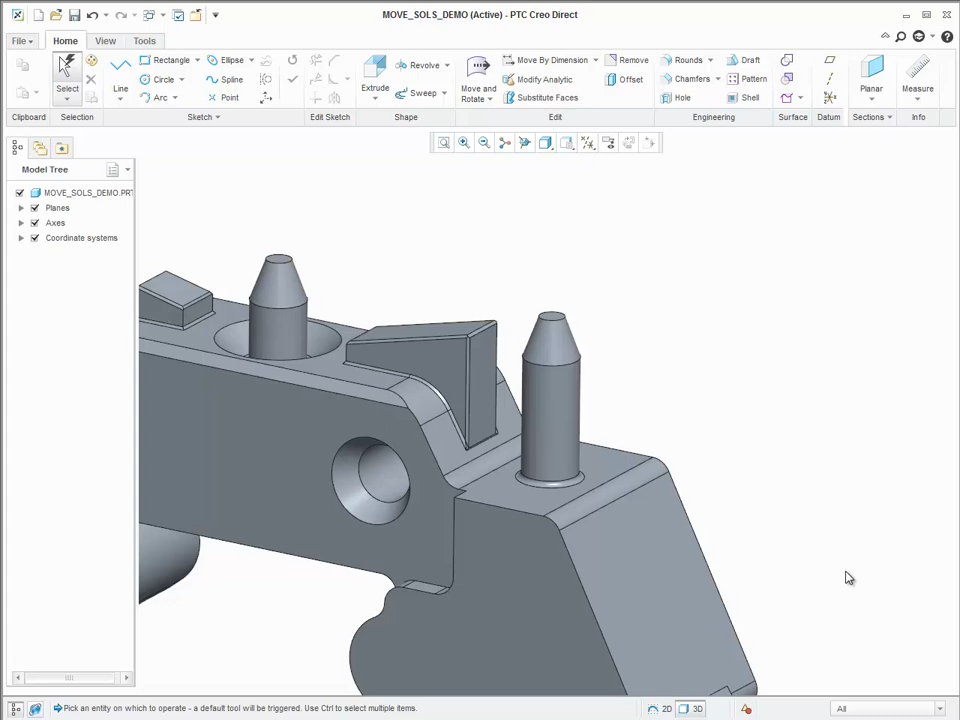 MOVE_SOLS_DEMO (Active) - PTC Creo Direct
File Home View Tools
Select
Line
Rectangle
Circle
Arc
Ellipse
Spline
Point
Extrude
Revolve
Sweep
Move and
Rotate
Move By Dimension
Modify Analytic
Substitute Faces
Remove
Offset
Rounds
Chamfers
Hole
Draft
Pattern
Shell
Planar
Measure
Clipboard Selection Sketch Edit Sketch Shape Edit Engineering Surface Datum Sections Info
Model Tree
MOVE_SOLS_DEMO.PRT
Planes
Axes
Coordinate systems
Pick an entity on which to operate - a default tool will be triggered. Use Ctrl to select multiple items.
2D 3D
All